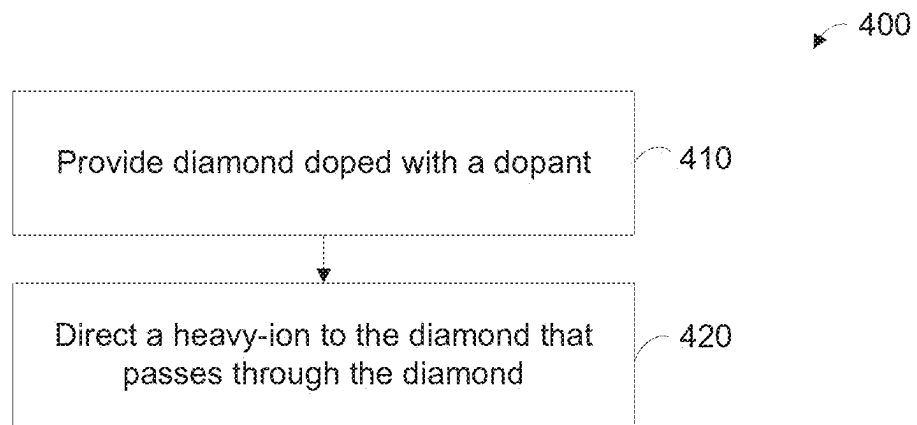 400
Provide diamond doped with a dopant
410
Direct a heavy-ion to the diamond that
passes through the diamond
420